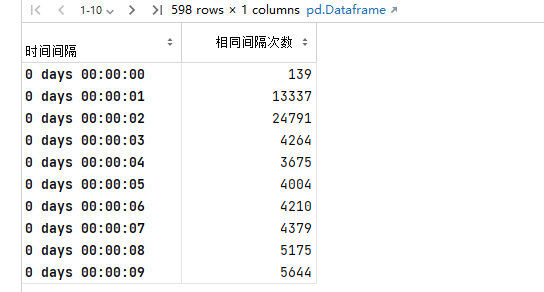 1-10 598 rows × 1 columns pd.Dataframe
时间间隔 相同间隔次数
0 days 00:00:00 139
0 days 00:00:01 13337
0 days 00:00:02 24791
0 days 00:00:03 4264
0 days 00:00:04 3675
0 days 00:00:05 4004
0 days 00:00:06 4210
0 days 00:00:07 4379
0 days 00:00:08 5175
0 days 00:00:09 5644